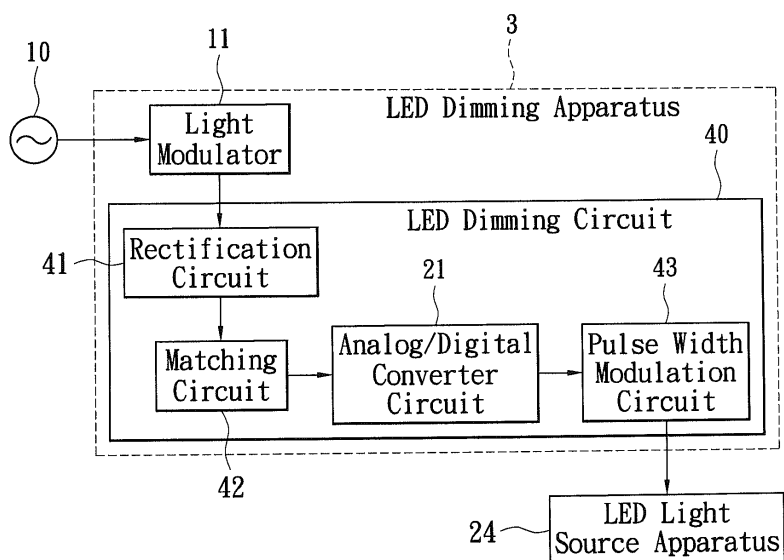 3
11
10
LED Dimming Apparatus
Light
Modulator
40
LED Dimming Circuit
41
Rectification
Circuit
21
43
Matching
Circuit
Analog/Digital
Converter
Circuit
Pulse Width
Modulation
Circuit
42
24
LED Light
Source Apparatus